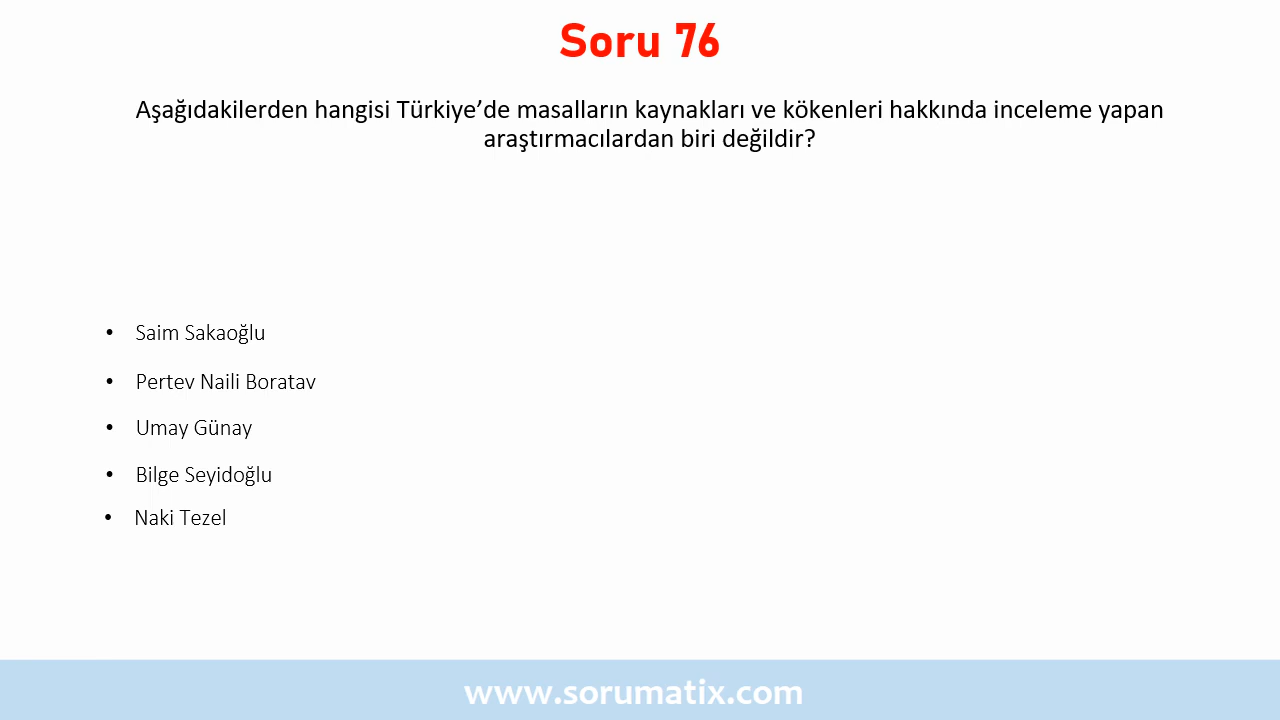 Soru 76
Aşağıdakilerden hangisi Türkiye’de masalların kaynakları ve kökenleri hakkında inceleme yapan
araştırmacılardan biri değildir?
• Saim Sakaoğlu
• Pertev Naili Boratav
• Umay Günay
• Bilge Seyidoğlu
• Naki Tezel
www.sorumatix.com